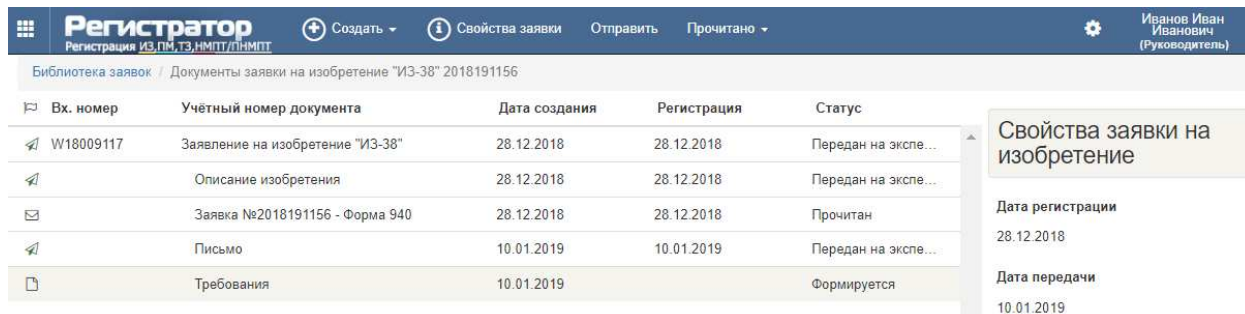 Регистратор
Регистрация ИЗ,ПМ,ТЗ,НМПТ/ПНМПТ
Создать
Свойства заявки
Отправить
Прочитано
Иванов Иван
Иванович
(Руководитель)
Библиотека заявок / Документы заявки на изобретение "ИЗ-38" 2018191156
Вх. номер Учётный номер документа Дата создания Регистрация Статус
W18009117 Заявление на изобретение "ИЗ-38" 28.12.2018 28.12.2018 Передан на экспе...
Описание изобретения 28.12.2018 28.12.2018 Передан на экспе...
Заявка №2018191156 - Форма 940 28.12.2018 28.12.2018 Прочитан
Письмо 10.01.2019 10.01.2019 Передан на экспе...
Требования 10.01.2019 Формируется
Свойства заявки на
изобретение
Дата регистрации
28.12.2018
Дата передачи
10.01.2019